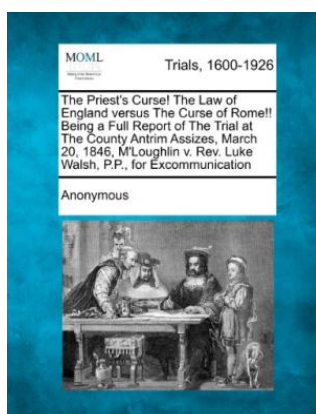 MOML
Trials, 1600-1926
The Priest's Curse! The Law of
England versus The Curse of Rome!!
Being a Full Report of The Trial at
The County Antrim Assizes, March
20, 1846, M'Loughlin v. Rev. Luke
Walsh, P.P., for Excommunication
Anonymous